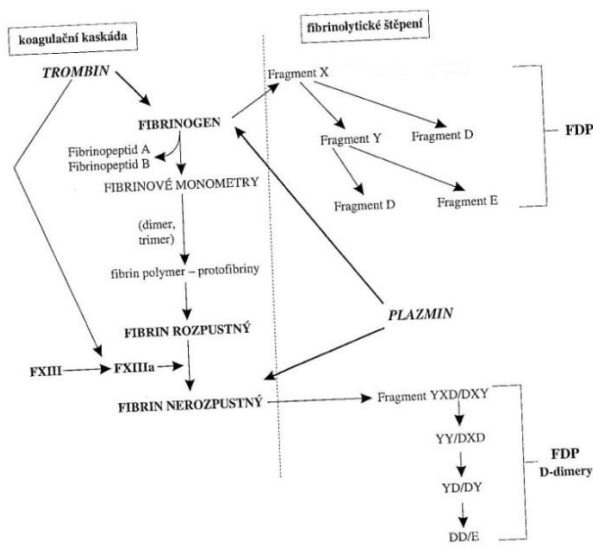 koagulační kaskáda
fibrinolytické štěpení
TROMBIN
Fragment X
FIBRINOGEN
Fragment Y
Fragment D
FDP
Fibrinopeptid A
Fibrinopeptid B
FIBRINOVÉ MONOMETRY
Fragment D
Fragment E
(dimer,
trimer)
fibrin polymer – protofibriny
PLAZMIN
FIBRIN ROZPUSTNÝ
FXIII
FXIIIa
FIBRIN NEROZPUSTNÝ
Fragment YXD/DXY
YY/DXD
FDP
D-dimery
YD/DY
DD/E